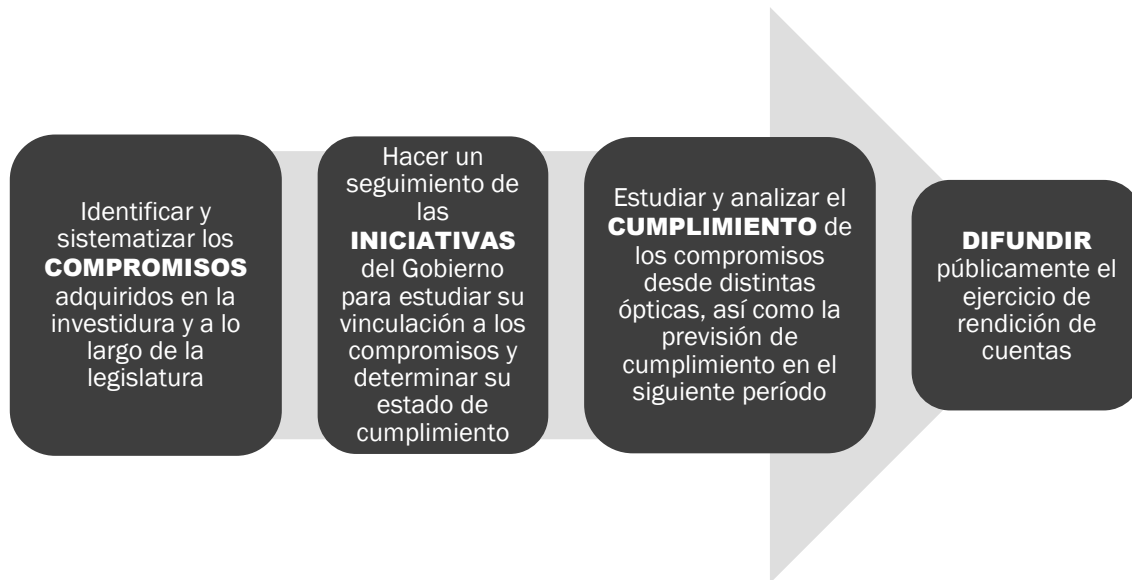 Identificar y
sistematizar los
COMPROMISOS
adquiridos en la
investidura y a lo
largo de la
legislatura
Hacer un
seguimiento de
las
INICIATIVAS
del Gobierno
para estudiar su
vinculación a los
compromisos y
determinar su
estado de
cumplimiento
Estudiar y analizar el
CUMPLIMIENTO de
los compromisos
desde distintas
ópticas, así como la
previsión de
cumplimiento en el
siguiente período
DIFUNDIR
públicamente el
ejercicio de
rendición de
cuentas